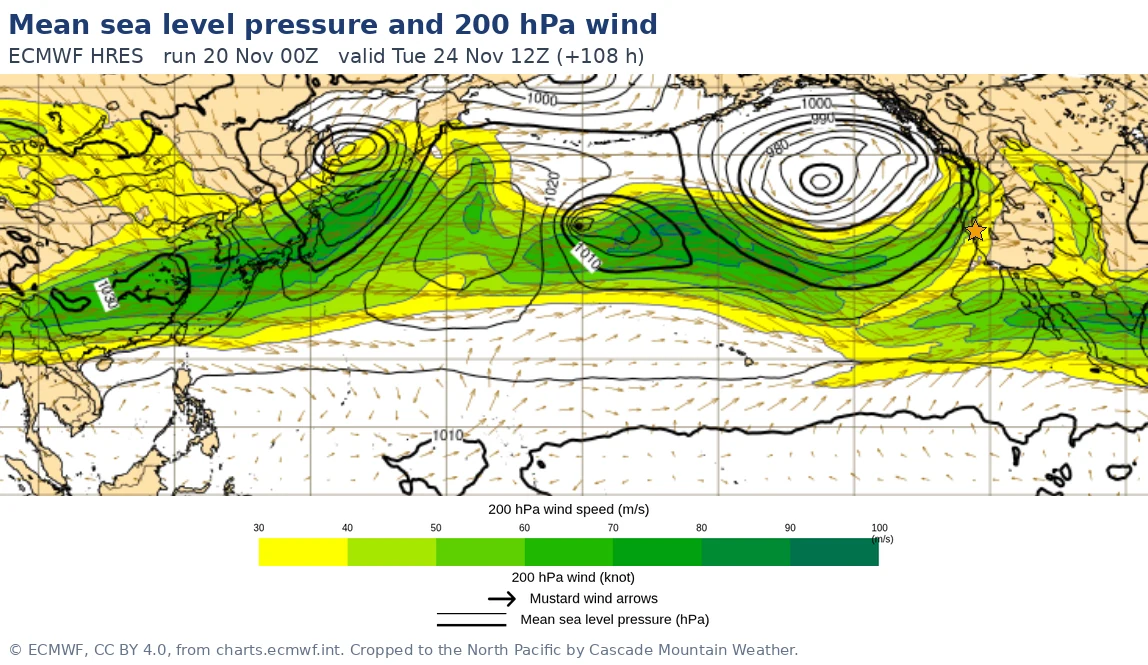 Mean sea level pressure and 200 hPa wind
ECMWF HRES run 20 Nov 00Z valid Tue 24 Nov 12Z (+108 h)
1000
1000
990
980
1020
1010
1030
1010
200 hPa wind speed (m/s)
30 40 50 60 70 80 90 100
(m/s)
200 hPa wind (knot)
Mustard wind arrows
Mean sea level pressure (hPa)
© ECMWF, CC BY 4.0, from charts.ecmwf.int. Cropped to the North Pacific by Cascade Mountain Weather.